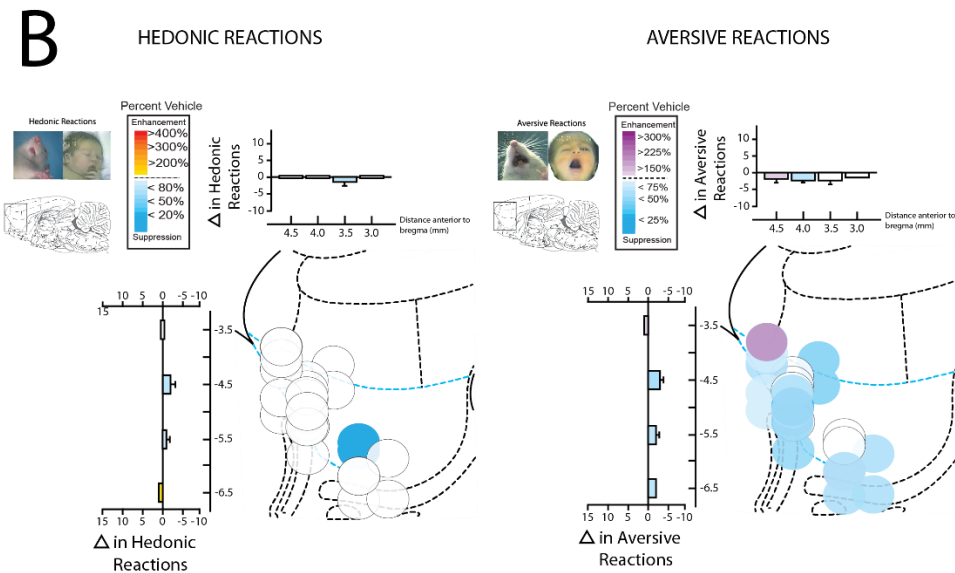 B
HEDONIC REACTIONS
Hedonic Reactions
Percent Vehicle
Enhancement
>400%
>300%
>200%
< 80%
< 50%
< 20%
Suppression
Δ in Hedonic
Reactions
10
5
0
-5
-10
4.5 4.0 3.5 3.0
Distance anterior to
bregma (mm)
10 5 0 -5 -10
15
-3.5
-4.5
-5.5
-6.5
15 10 5 0 -5 -10
Δ in Hedonic
Reactions
AVERSIVE REACTIONS
Aversive Reactions
Percent Vehicle
Enhancement
>300%
>225%
>150%
< 75%
< 50%
< 25%
Suppression
Δ in Aversive
Reactions
10
5
0
-5
-10
4.5 4.0 3.5 3.0
Distance anterior to
bregma (mm)
15 10 5 0 -5 -10
-3.5
-4.5
-5.5
-6.5
15 10 5 0 -5 -10
Δ in Aversive
Reactions